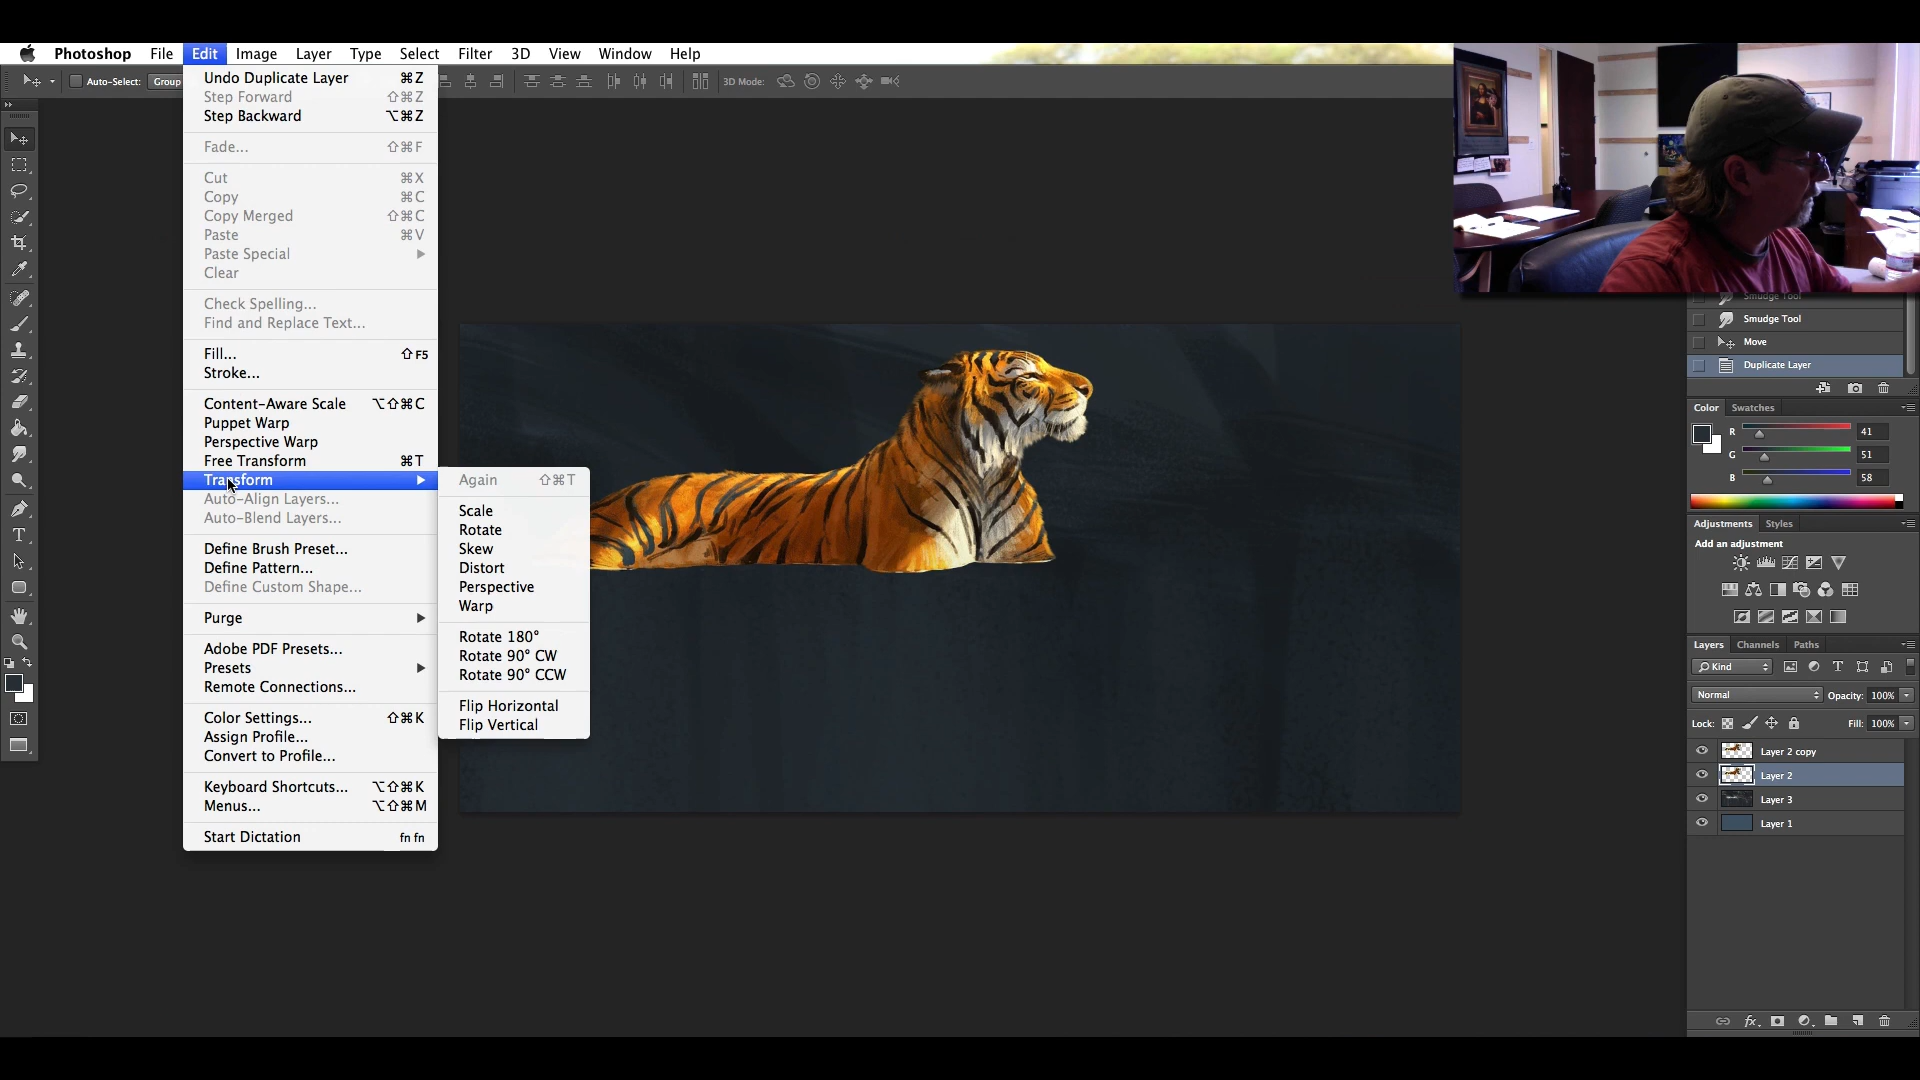 Photoshop File Edit Image Layer Type Select Filter 3D View Window Help
Auto-Select: Group
3D Mode:
Undo Duplicate Layer ⌘Z
Step Forward ⇧⌘Z
Step Backward ⌥⌘Z
Fade... ⇧⌘F
Cut ⌘X
Copy ⌘C
Copy Merged ⇧⌘C
Paste ⌘V
Paste Special
Clear
Check Spelling...
Find and Replace Text...
Fill... ⇧F5
Stroke...
Content-Aware Scale ⌥⇧⌘C
Puppet Warp
Perspective Warp
Free Transform ⌘T
Transform
Auto-Align Layers...
Auto-Blend Layers...
Define Brush Preset...
Define Pattern...
Define Custom Shape...
Purge
Adobe PDF Presets...
Presets
Remote Connections...
Color Settings... ⇧⌘K
Assign Profile...
Convert to Profile...
Keyboard Shortcuts... ⌥⇧⌘K
Menus... ⌥⇧⌘M
Start Dictation fn fn
Again ⇧⌘T
Scale
Rotate
Skew
Distort
Perspective
Warp
Rotate 180°
Rotate 90° CW
Rotate 90° CCW
Flip Horizontal
Flip Vertical
Smudge Tool
Smudge Tool
Move
Duplicate Layer
Color Swatches
R 41
G 51
B 58
Adjustments Styles
Add an adjustment
Layers Channels Paths
Kind
Normal Opacity: 100%
Lock: Fill: 100%
Layer 2 copy
Layer 2
Layer 3
Layer 1